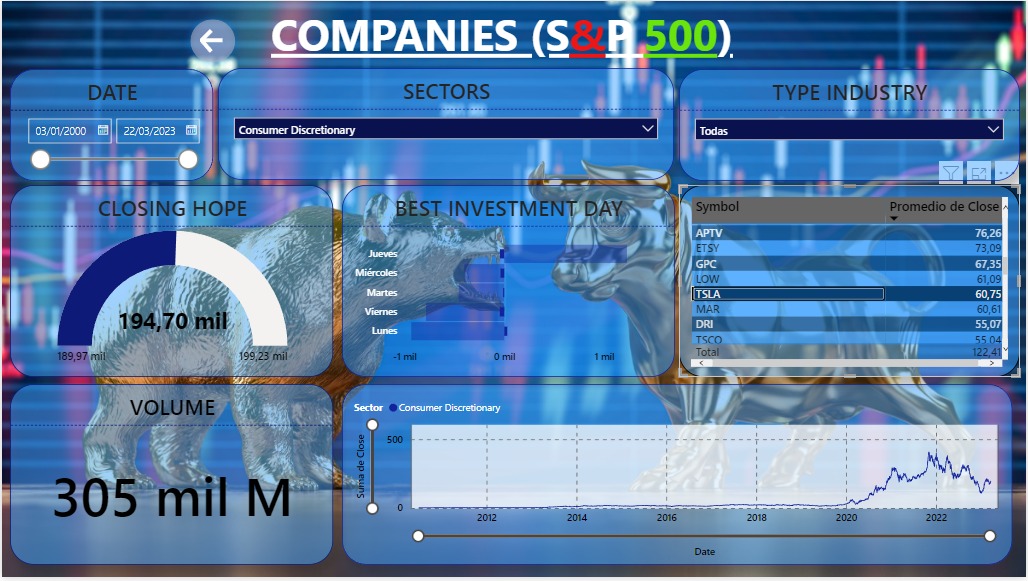 COMPANIES (S&P 500)
DATE
SECTORS
TYPE INDUSTRY
03/01/2000
22/03/2023
Consumer Discretionary
Todas
CLOSING HOPE
194,70 mil
189,97 mil
199,23 mil
BEST INVESTMENT DAY
Jueves
Miércoles
Martes
Viernes
Lunes
-1 mil 0 mil 1 mil
Symbol Promedio de Close
APTV 76,26
ETSY 73,09
GPC 67,35
LOW 61,09
TSLA 60,75
MAR 60,61
DRI 55,07
TSCO 55,04
Total 122,41
VOLUME
305 mil M
Sector Consumer Discretionary
Suma de Close
500
0
2012 2014 2016 2018 2020 2022
Date